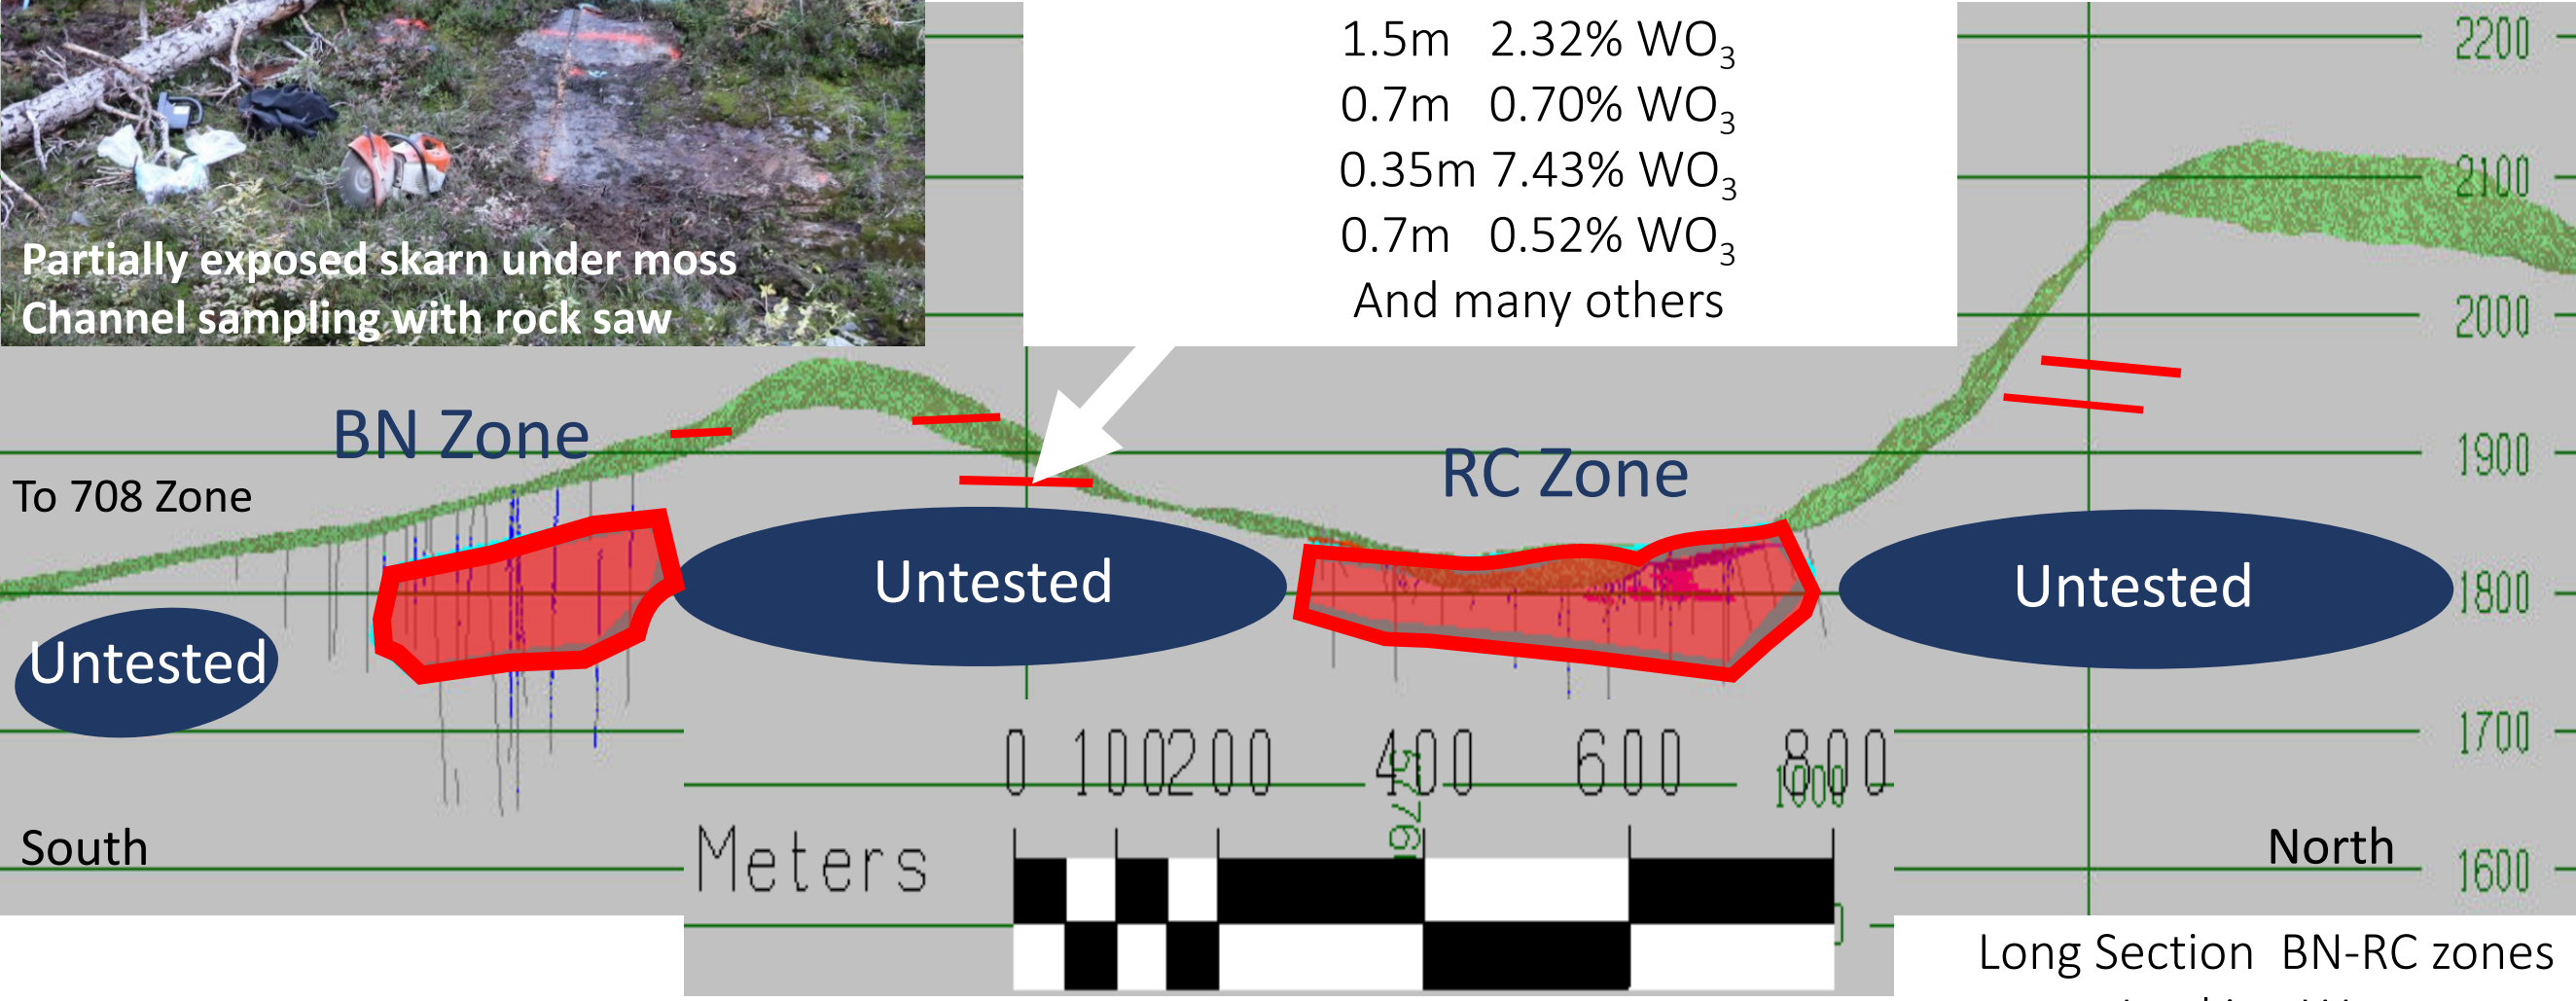 1.5m 2.32% WO3
0.7m 0.70% WO3
0.35m 7.43% WO3
0.7m 0.52% WO3
And many others
Partially exposed skarn under moss
Channel sampling with rock saw
2200
2100
2000
1900
1800
1700
1600
BN Zone
RC Zone
To 708 Zone
Untested
Untested
Untested
0 100 200 400 600 800
1000
Meters
South
North
Long Section BN-RC zones